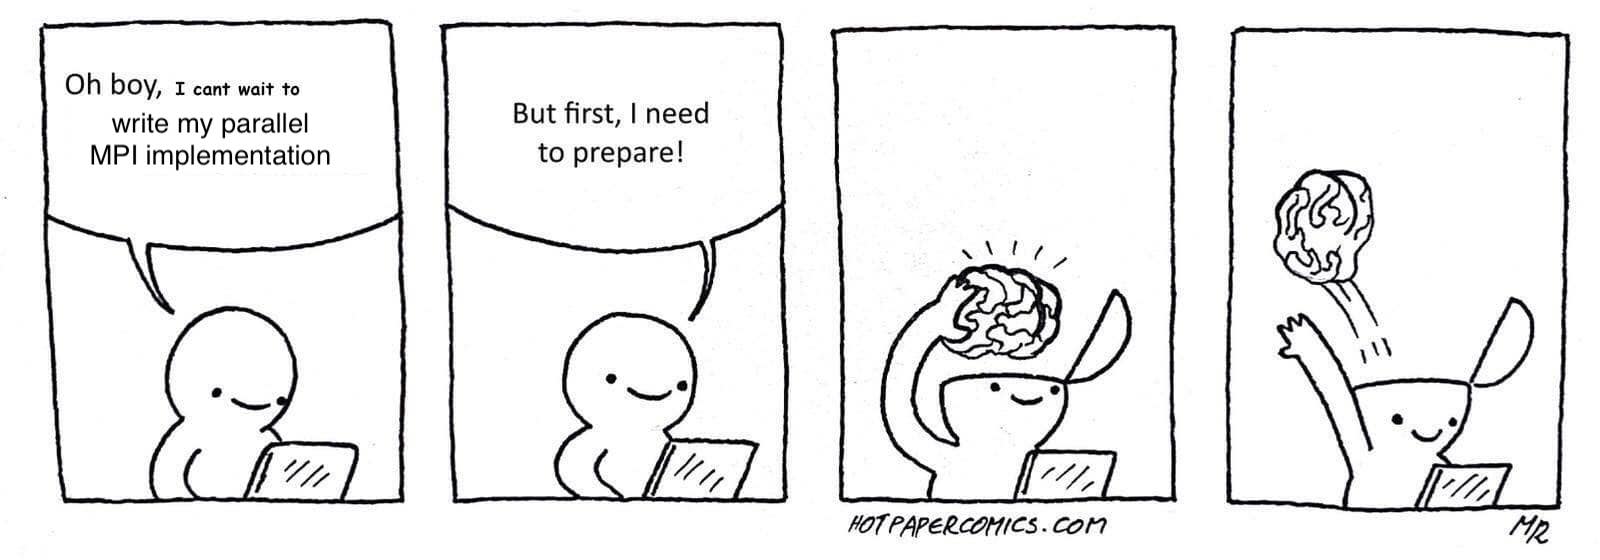 Oh boy, I cant wait to
write my parallel
MPI implementation
But first, I need
to prepare!
HOTPAPERCOMICS.COM
MR